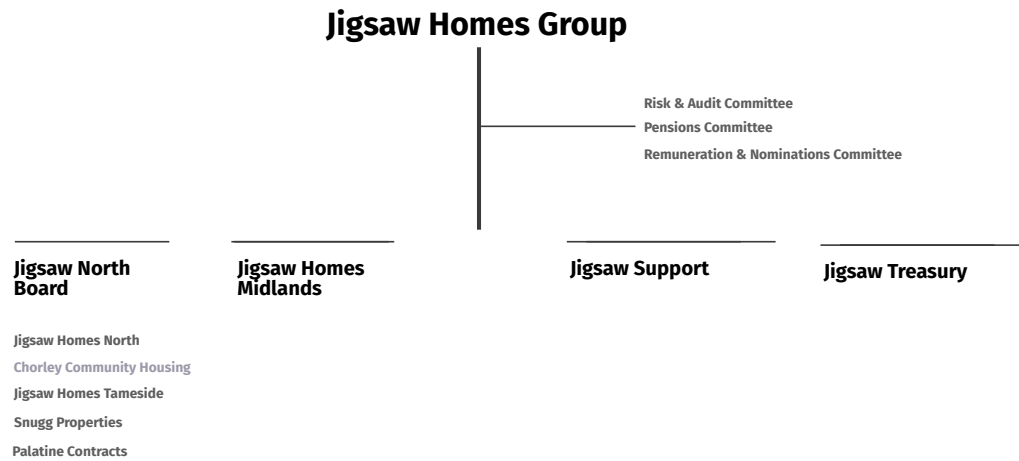 Jigsaw Homes Group
Risk & Audit Committee
Pensions Committee
Remuneration & Nominations Committee
Jigsaw North
Board
Jigsaw Homes
Midlands
Jigsaw Support
Jigsaw Treasury
Jigsaw Homes North
Chorley Community Housing
Jigsaw Homes Tameside
Snugg Properties
Palatine Contracts